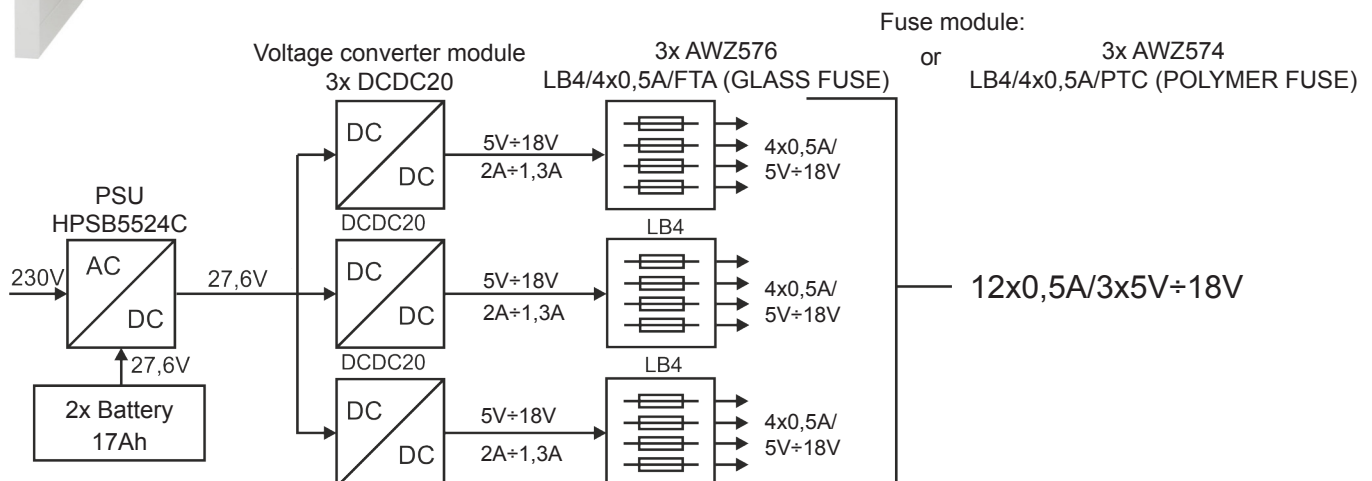 Fuse module:
Voltage converter module
3x DCDC20
3x AWZ576
LB4/4x0,5A/FTA (GLASS FUSE)
or
3x AWZ574
LB4/4x0,5A/PTC (POLYMER FUSE)
DC
DC
5V÷18V
2A÷1,3A
4x0,5A/
5V÷18V
PSU
HPSB5524C
DCDC20
LB4
230V
AC
DC
27,6V
DC
DC
5V÷18V
2A÷1,3A
4x0,5A/
5V÷18V
12x0,5A/3x5V÷18V
27,6V
2x Battery
17Ah
DCDC20
LB4
DC
DC
5V÷18V
2A÷1,3A
4x0,5A/
5V÷18V